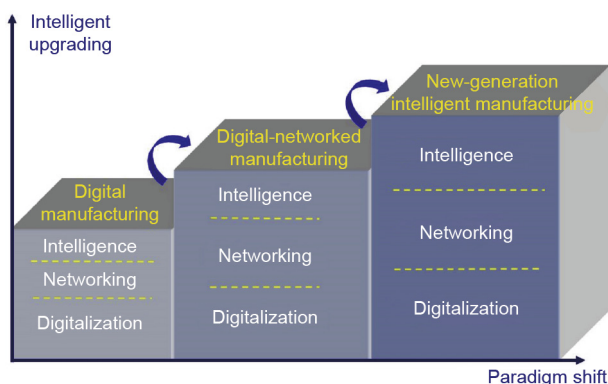 Intelligent
upgrading
New-generation
intelligent manufacturing
Digital-networked
manufacturing
Digital
manufacturing
Intelligence
Networking
Digitalization
Intelligence
Networking
Digitalization
Intelligence
Networking
Digitalization
Paradigm shift